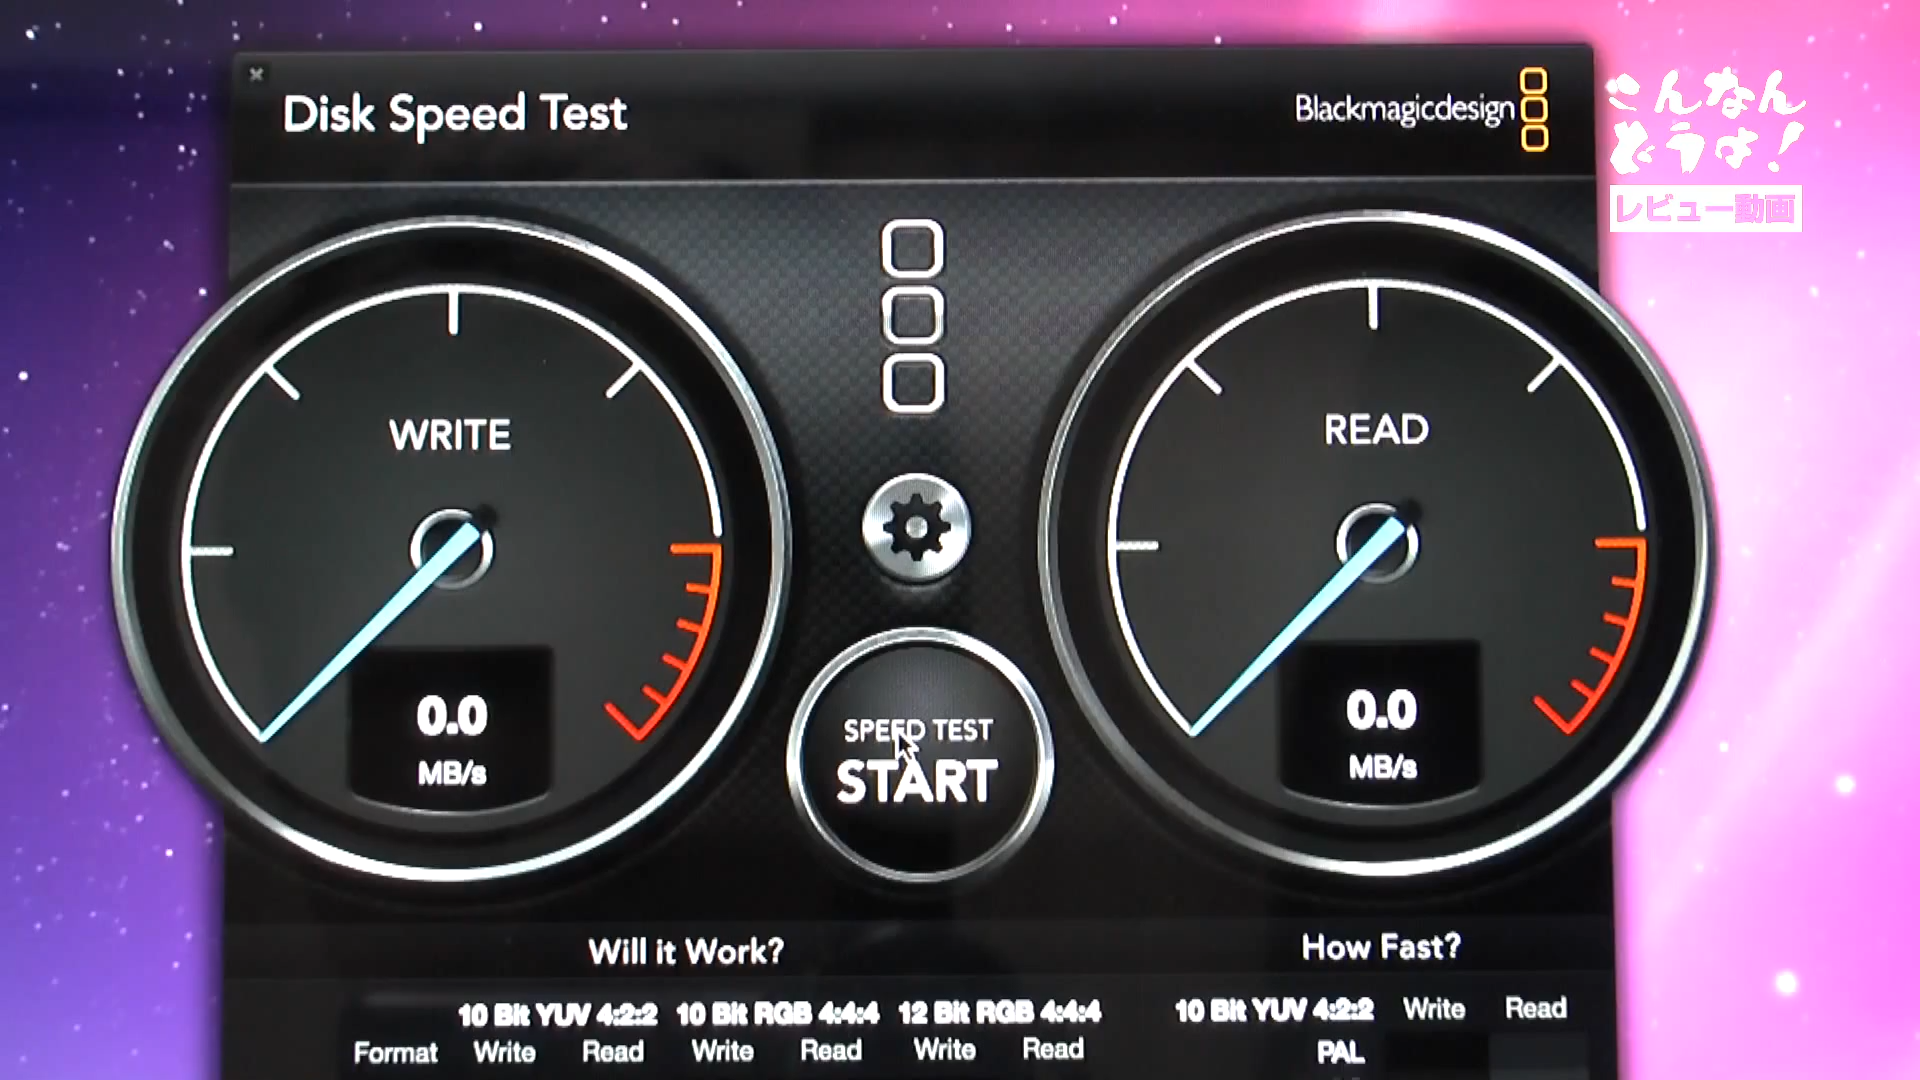 Disk Speed Test
Blackmagicdesign
こんなん
どうよ!
レビュー動画
WRITE
READ
0.0
MB/s
SPEED TEST
START
0.0
MB/s
Will it Work?
How Fast?
10 Bit YUV 4:2:2 10 Bit RGB 4:4:4 12 Bit RGB 4:4:4
Format Write Read Write Read Write Read
10 Bit YUV 4:2:2 Write Read
PAL